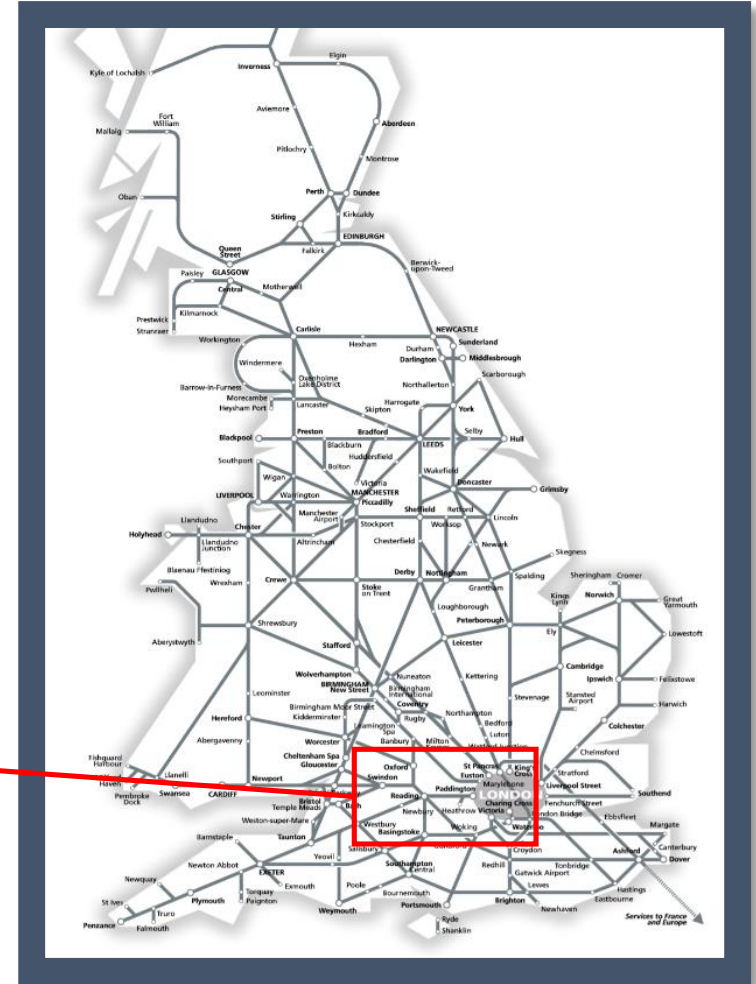 Elgin
Inverness
Kyle of Lochalsh
Aviemore
Fort
William
Aberdeen
Mallaig
Pitlochry
Montrose
Perth
Dundee
Oban
Stirling
Kirkcaldy
EDINBURGH
Queen
Street
Falkirk
Berwick-
upon-Tweed
Paisley
GLASGOW
Central
Motherwell
Prestwick
Kilmarnock
Stranraer
Carlisle
NEWCASTLE
Workington
Hexham
Durham
Sunderland
Darlington
Middlesbrough
Windermere
Scarborough
Oxenholme
Lake District
Northallerton
Barrow-in-Furness
Morecambe
Lancaster
Harrogate
York
Heysham Port
Skipton
Blackpool
Preston
Bradford
LEEDS
Selby
Hull
Blackburn
Huddersfield
Southport
Bolton
Wakefield
Wigan
Victoria
Doncaster
LIVERPOOL
Warrington
MANCHESTER
Piccadilly
Grimsby
Manchester
Airport
Sheffield
Retford
Lincoln
Llandudno
Chester
Stockport
Worksop
Holyhead
Llandudno
Junction
Altrincham
Chesterfield
Newark
Skegness
Blaenau Ffestiniog
Wrexham
Crewe
Stoke
on Trent
Derby
Nottingham
Grantham
Spalding
Sheringham
Cromer
Pwllheli
Kings
Lynn
Norwich
Great
Yarmouth
Loughborough
Shrewsbury
Peterborough
Ely
Lowestoft
Aberystwyth
Stafford
Leicester
Wolverhampton
Cambridge
BIRMINGHAM
New Street
Nuneaton
Kettering
Ipswich
Felixstowe
Birmingham
International
Leominster
Birmingham Moor Street
Coventry
Stevenage
Stansted
Airport
Harwich
Hereford
Kidderminster
Rugby
Northampton
Leamington
Spa
Bedford
Colchester
Abergavenny
Worcester
Banbury
Milton
Luton
Cheltenham Spa
Chelmsford
Fishguard
Harbour
Gloucester
Oxford
St Pancras
King's
Cross
Euston
Stratford
Haven
Llanelli
Newport
Swindon
Marylebone
Liverpool Street
Pembroke
Dock
Swansea
CARDIFF
Reading
Paddington
LONDON
Southend
Bristol
Temple Meads
Bath
Newbury
Heathrow
Victoria
Charing Cross
Fenchurch Street
London Bridge
Ebbsfleet
Weston-super-Mare
Westbury
Basingstoke
Woking
Waterloo
Margate
Barnstaple
Taunton
Salisbury
Croydon
Canterbury
Newton Abbot
Yeovil
Southampton
Central
Redhill
Tonbridge
Ashford
Dover
EXETER
Gatwick Airport
Newquay
Exmouth
Poole
Lewes
Hastings
Plymouth
Torquay
Paignton
Bournemouth
Eastbourne
St Ives
Weymouth
Portsmouth
Brighton
Newhaven
Truro
Ryde
Services to France
and Europe
Penzance
Falmouth
Shanklin